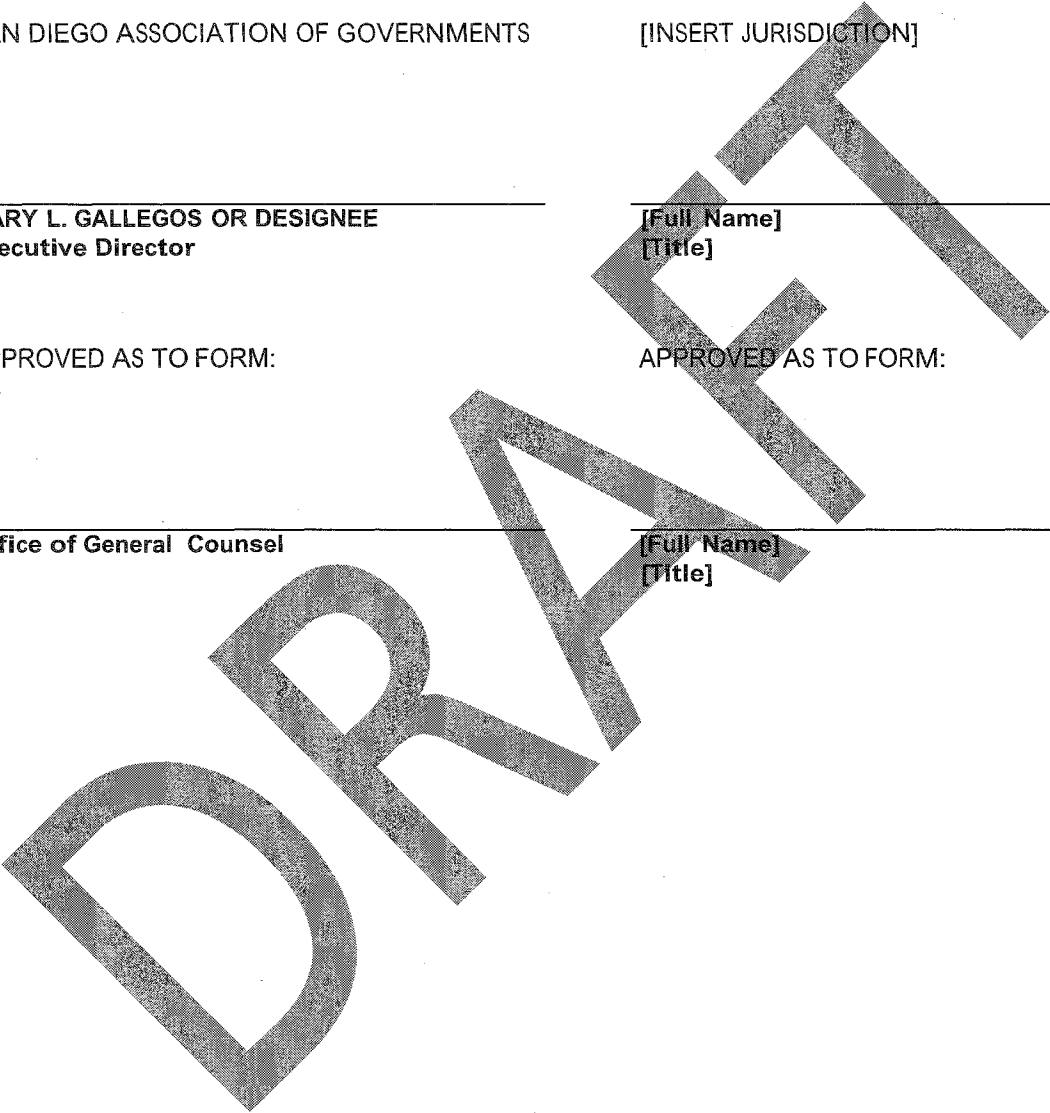 AN DIEGO ASSOCIATION OF GOVERNMENTS
[INSERT JURISDICTION]
ARY L. GALLEGOS OR DESIGNEE
ecutive Director
[Full Name]
[Title]
PROVED AS TO FORM:
APPROVED AS TO FORM:
fice of General Counsel
[Full Name]
[Title]
DRAFT